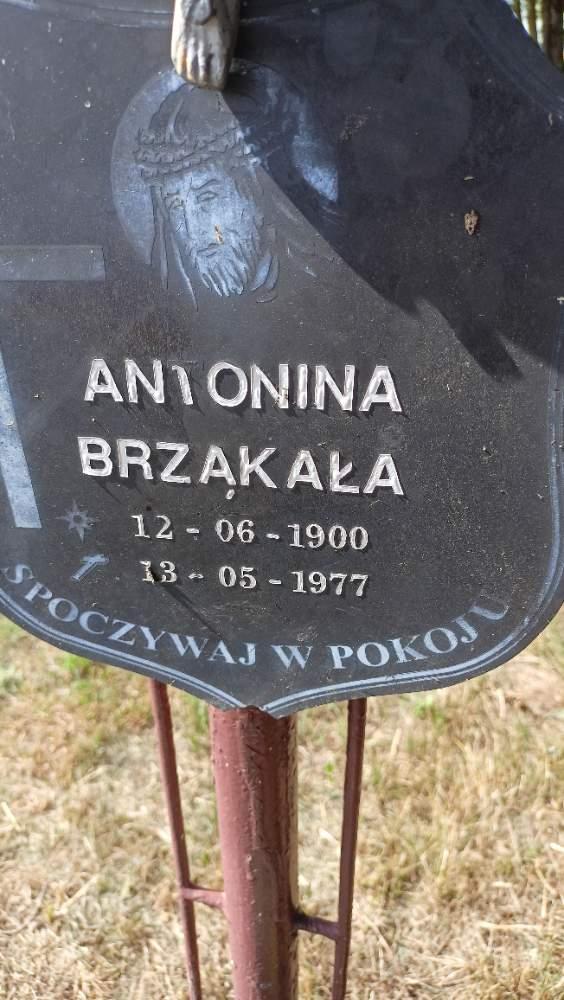 ANTONINA
BRZĄKAŁA
12-06-1900
13-05-1977
SPOCZYWAJ W POKOJU